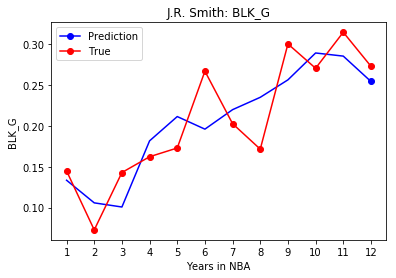 J.R. Smith: BLK_G
Prediction
True
BLK_G
0.30
0.25
0.20
0.15
0.10
1 2 3 4 5 6 7 8 9 10 11 12
Years in NBA